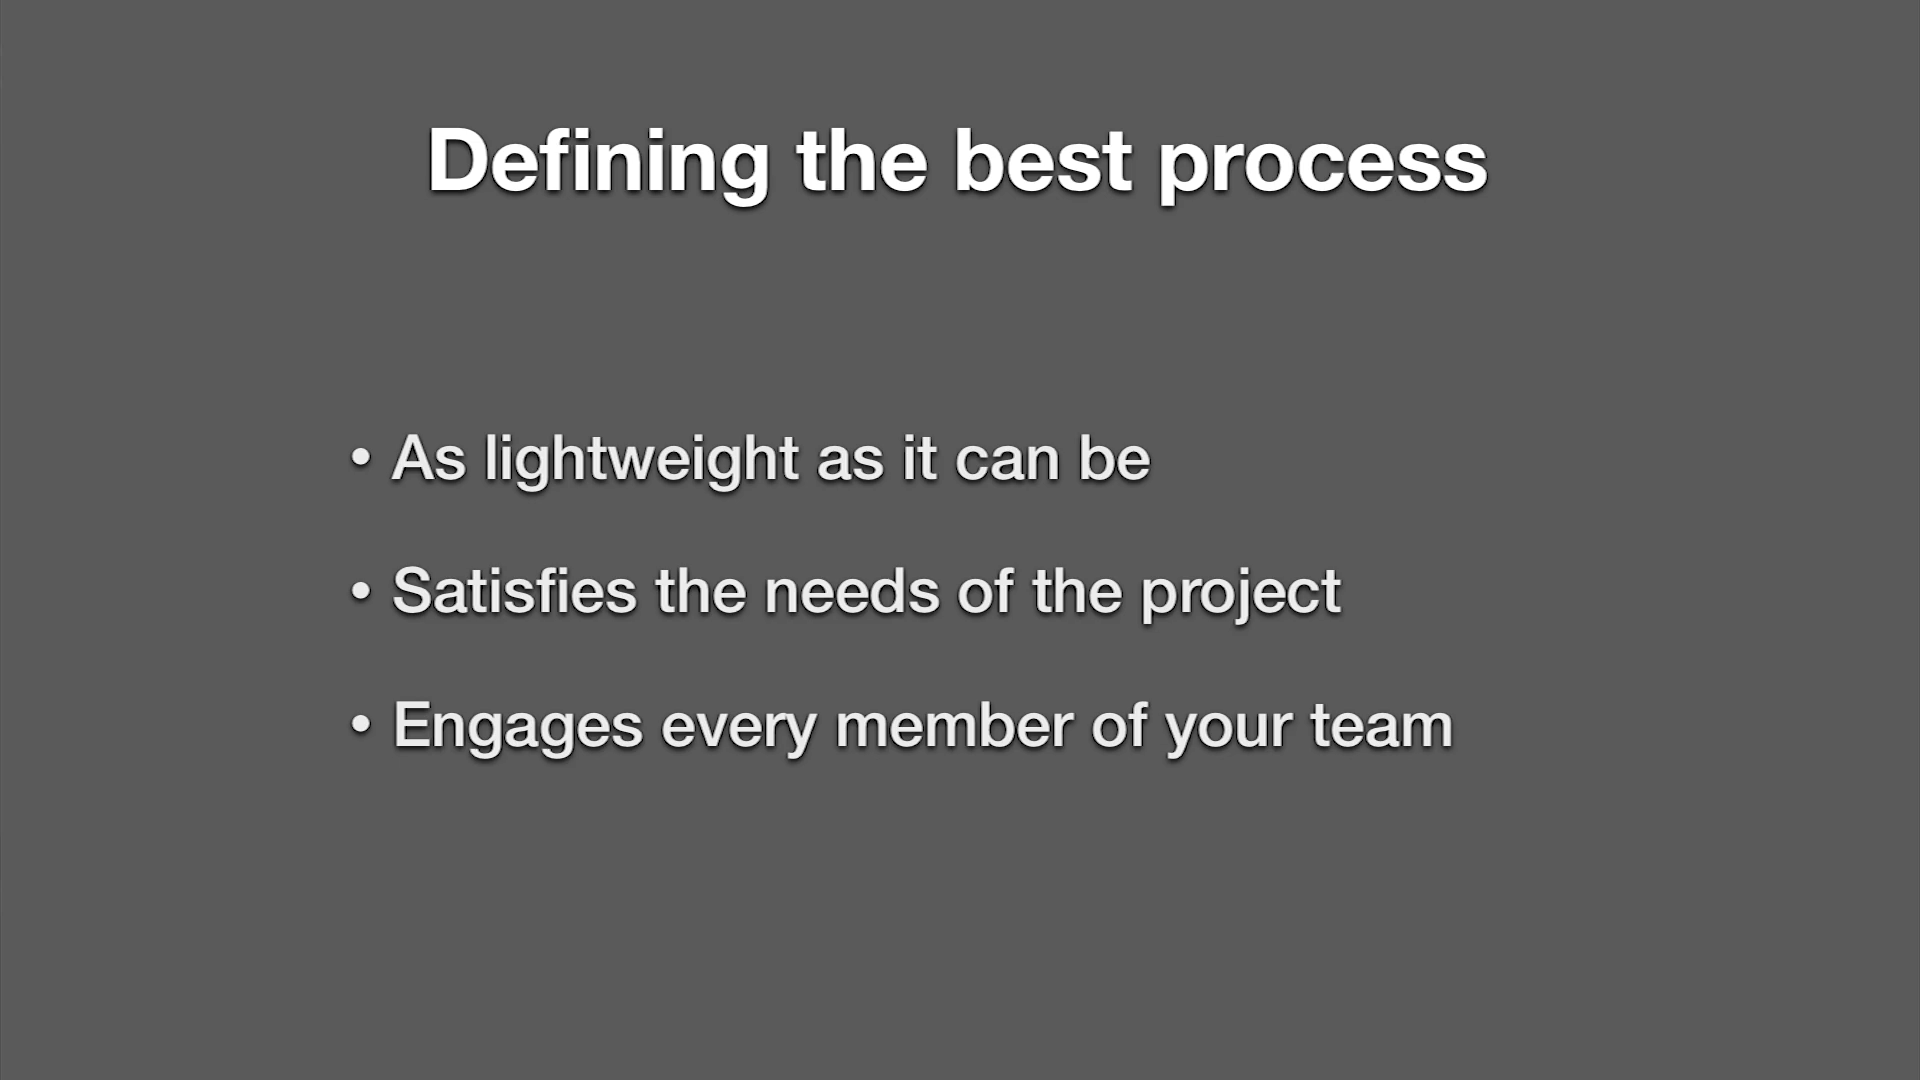 Defining the best process
• As lightweight as it can be
• Satisfies the needs of the project
• Engages every member of your team